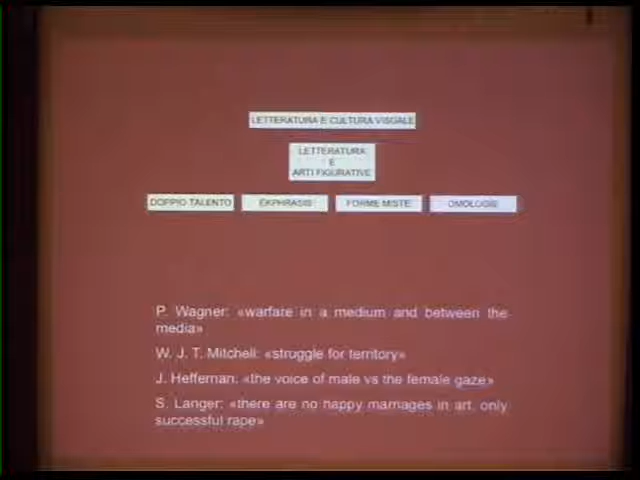 LETTERATURA E CULTURA VISUALE
LETTERATURA
E
ARTI FIGURATIVE
DOPPIO TALENTO EKPHRASIS FORME MISTE OMOLOGIE
P. Wagner: «warfare in a medium and between the
media»
W. J. T. Mitchell: «struggle for territory»
J. Heffernan: «the voice of male vs the female gaze»
S. Langer: «there are no happy marriages in art, only
successful rape»